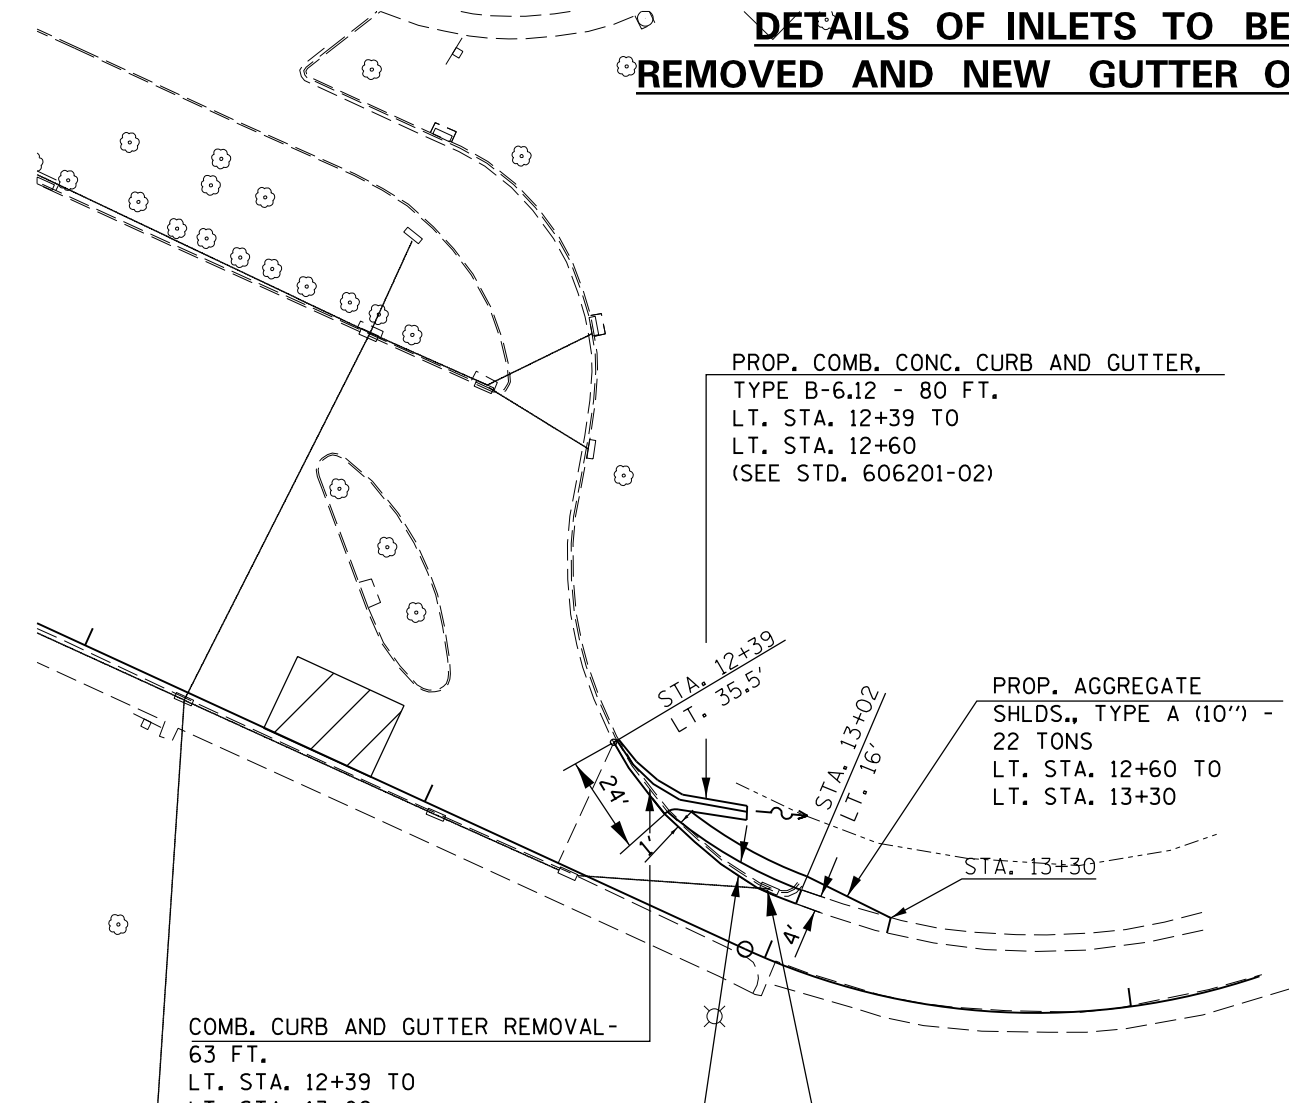 DETAILS OF INLETS TO BE
REMOVED AND NEW GUTTER
PROP. COMB. CONC. CURB AND GUTTER,
TYPE B-6.12 - 80 FT.
LT. STA. 12+39 TO
LT. STA. 12+60
(SEE STD. 606201-02)
STA. 12+39
LT. 35.5'
STA. 13+02
LT. 16'
PROP. AGGREGATE
SHLDS., TYPE A (10'') -
22 TONS
LT. STA. 12+60 TO
LT. STA. 13+30
24'
1'
STA. 13+30
4'
COMB. CURB AND GUTTER REMOVAL-
63 FT.
LT. STA. 12+39 TO